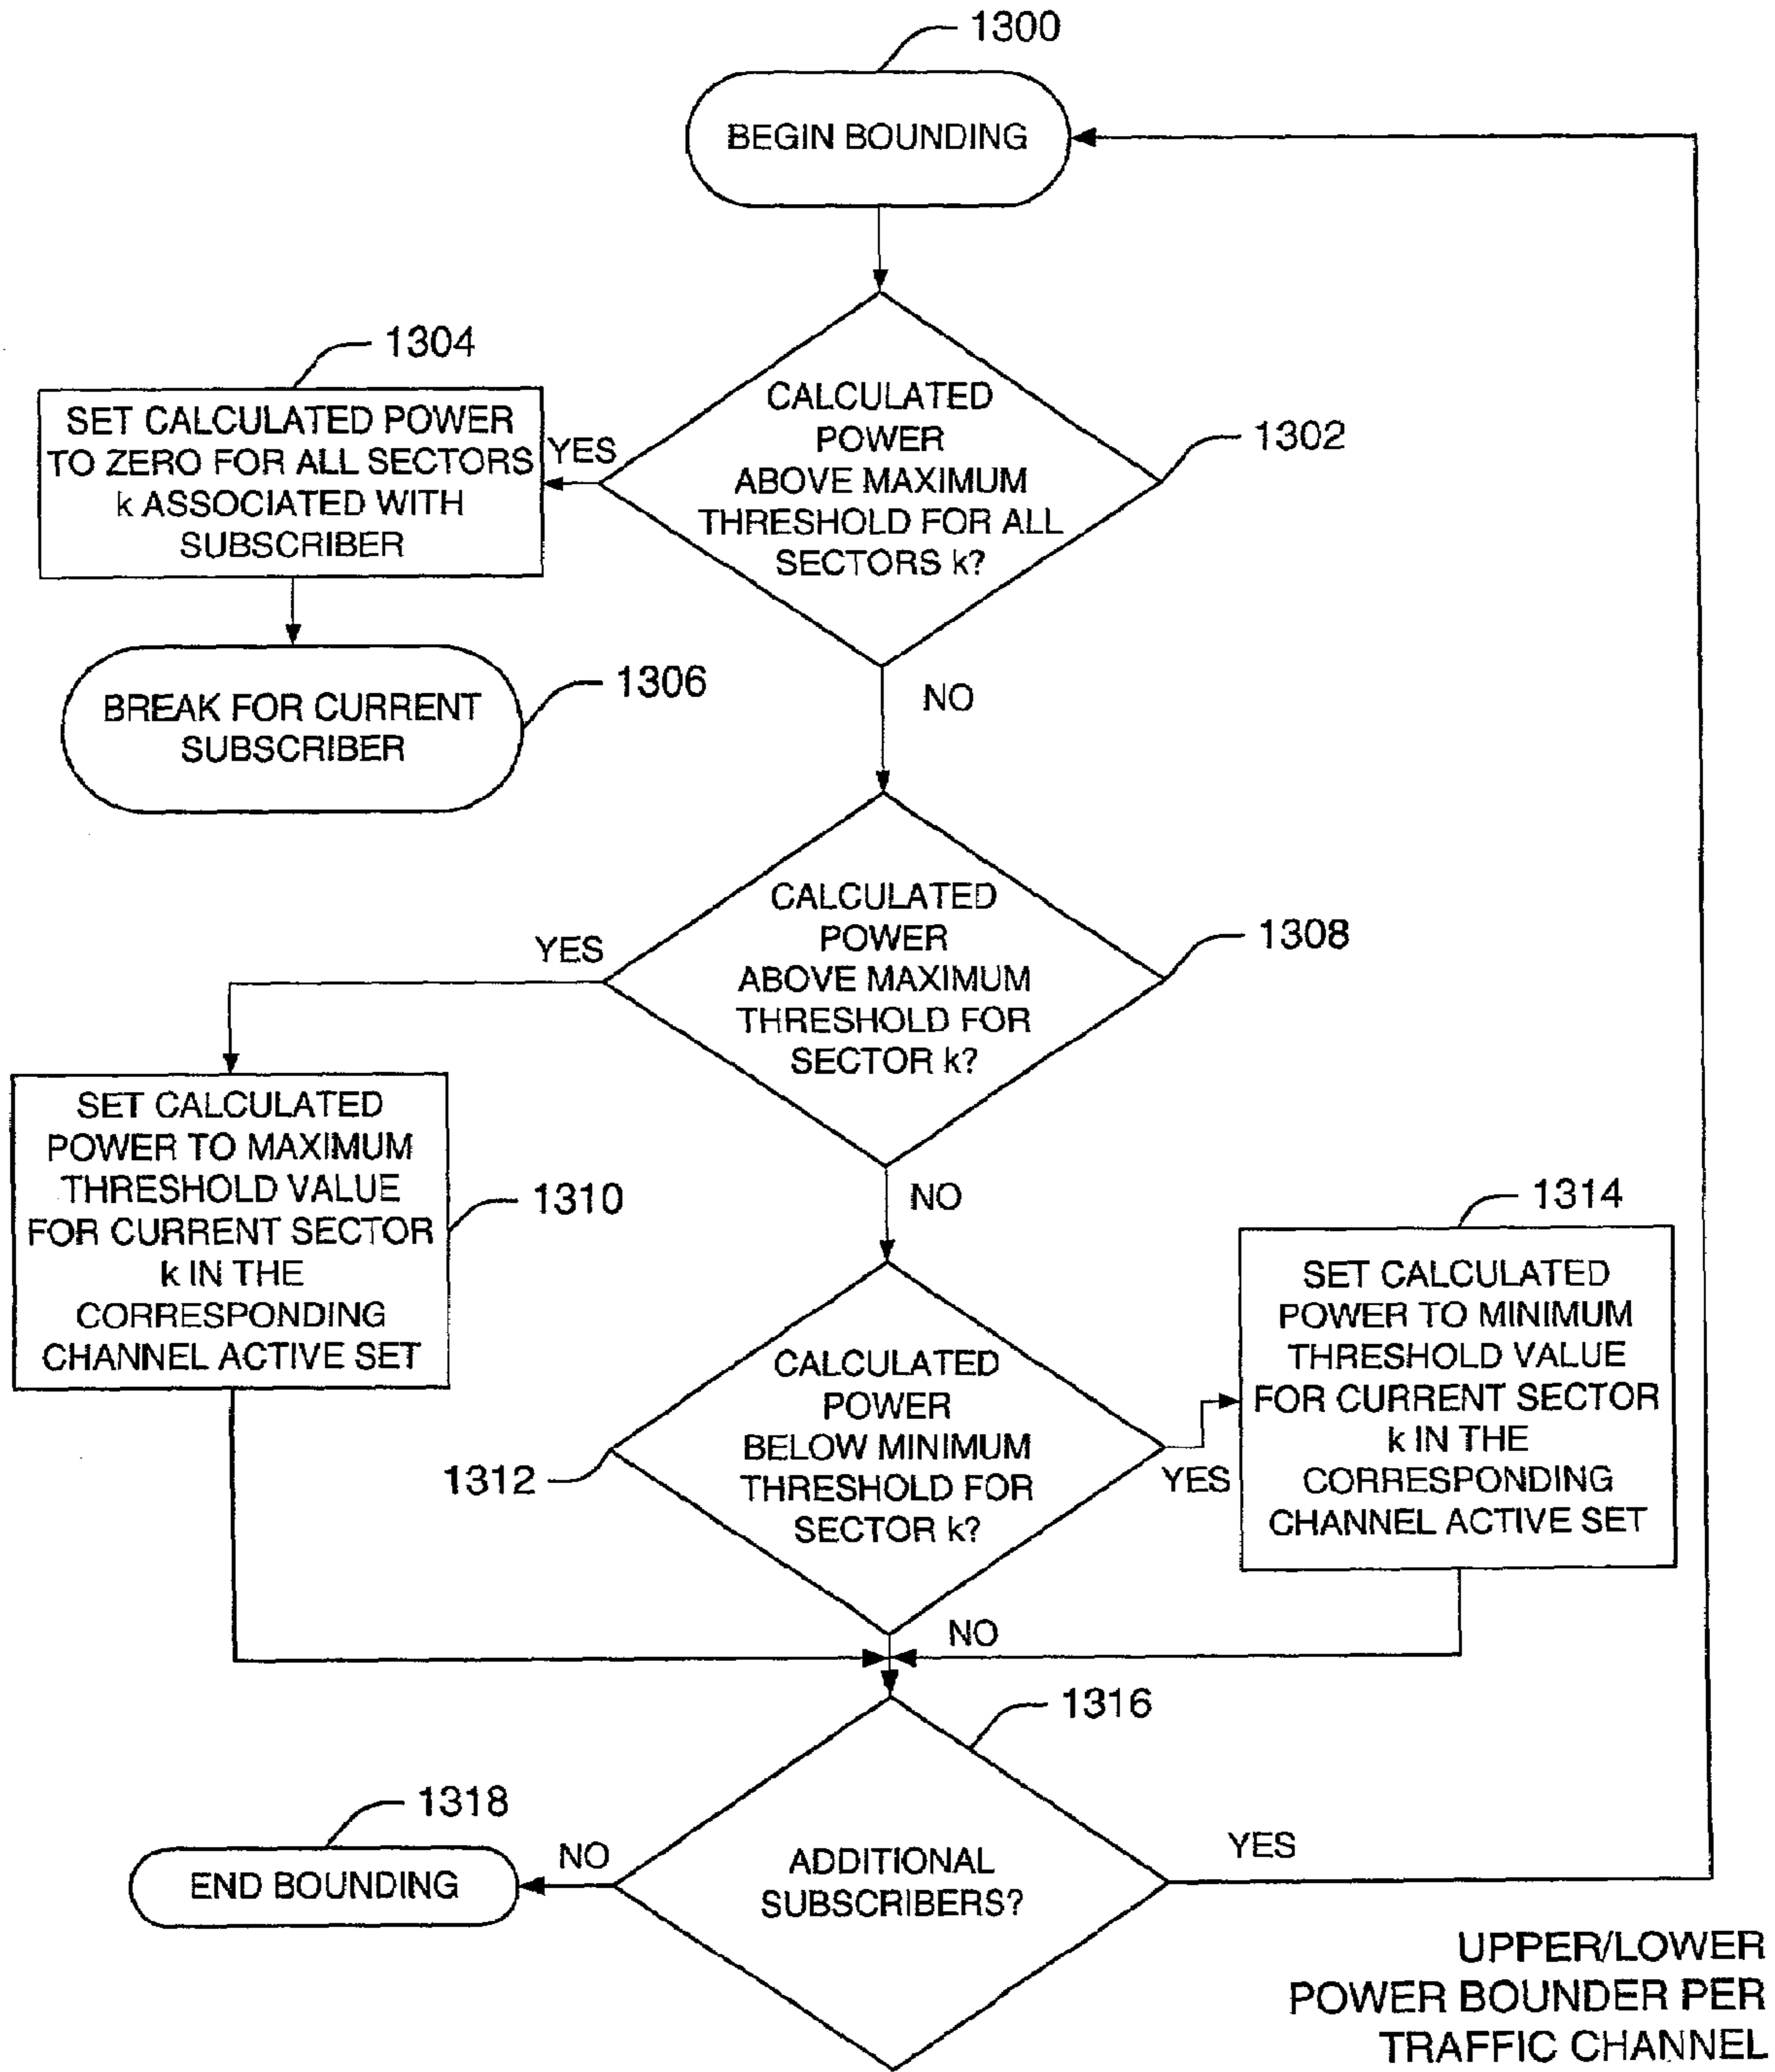 1300
BEGIN BOUNDING
1304
SET CALCULATED POWER
TO ZERO FOR ALL SECTORS
k ASSOCIATED WITH
SUBSCRIBER
YES
CALCULATED
POWER
ABOVE MAXIMUM
THRESHOLD FOR ALL
SECTORS k?
1302
1306
BREAK FOR CURRENT
SUBSCRIBER
NO
CALCULATED
POWER
ABOVE MAXIMUM
THRESHOLD FOR
SECTOR k?
1308
YES
SET CALCULATED
POWER TO MAXIMUM
THRESHOLD VALUE
FOR CURRENT SECTOR
k IN THE
CORRESPONDING
CHANNEL ACTIVE SET
1310
NO
1314
SET CALCULATED
POWER TO MINIMUM
THRESHOLD VALUE
FOR CURRENT SECTOR
k IN THE
CORRESPONDING
CHANNEL ACTIVE SET
CALCULATED
POWER
BELOW MINIMUM
THRESHOLD FOR
SECTOR k?
1312
YES
NO
1316
1318
END BOUNDING
NO
ADDITIONAL
SUBSCRIBERS?
YES
UPPER/LOWER
POWER BOUNDER PER
TRAFFIC CHANNEL